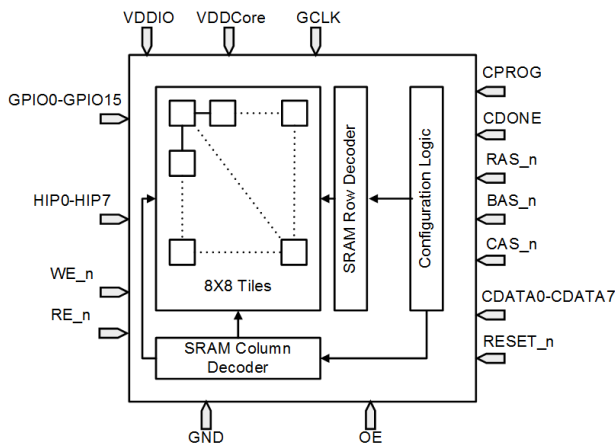 VDDIO
VDDCore
GCLK
GPIO0-GPIO15
HIP0-HIP7
WE_n
RE_n
8X8 Tiles
SRAM Row Decoder
Configuration Logic
SRAM Column
Decoder
CPROG
CDONE
RAS_n
BAS_n
CAS_n
CDATA0-CDATA7
RESET_n
GND
OE